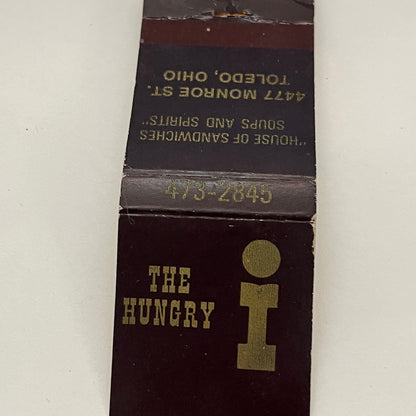 4477 MONROE ST.
TOLEDO, OHIO
"HOUSE OF SANDWICHES
SOUPS AND SPIRITS"
473-2845
THE
HUNGRY
i